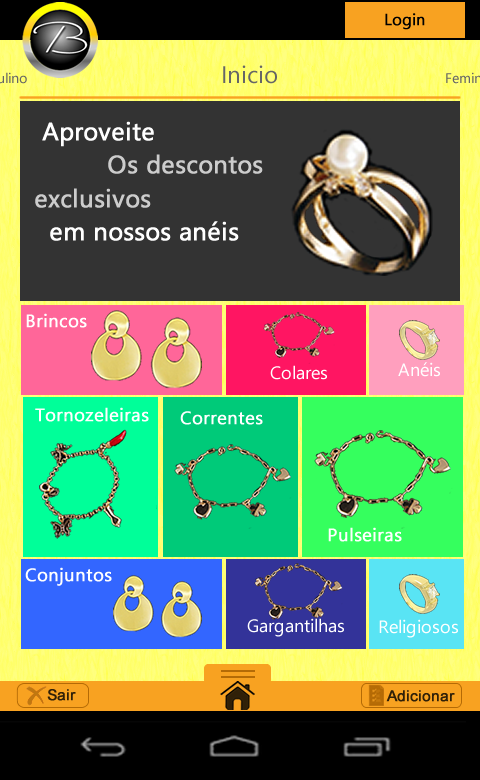 B
Login
ulino
Inicio
Femin
Aproveite
Os descontos
exclusivos
em nossos anéis
Brincos
Colares
Anéis
Tornozeleiras
Correntes
Pulseiras
Conjuntos
Gargantilhas
Religiosos
Sair
Adicionar